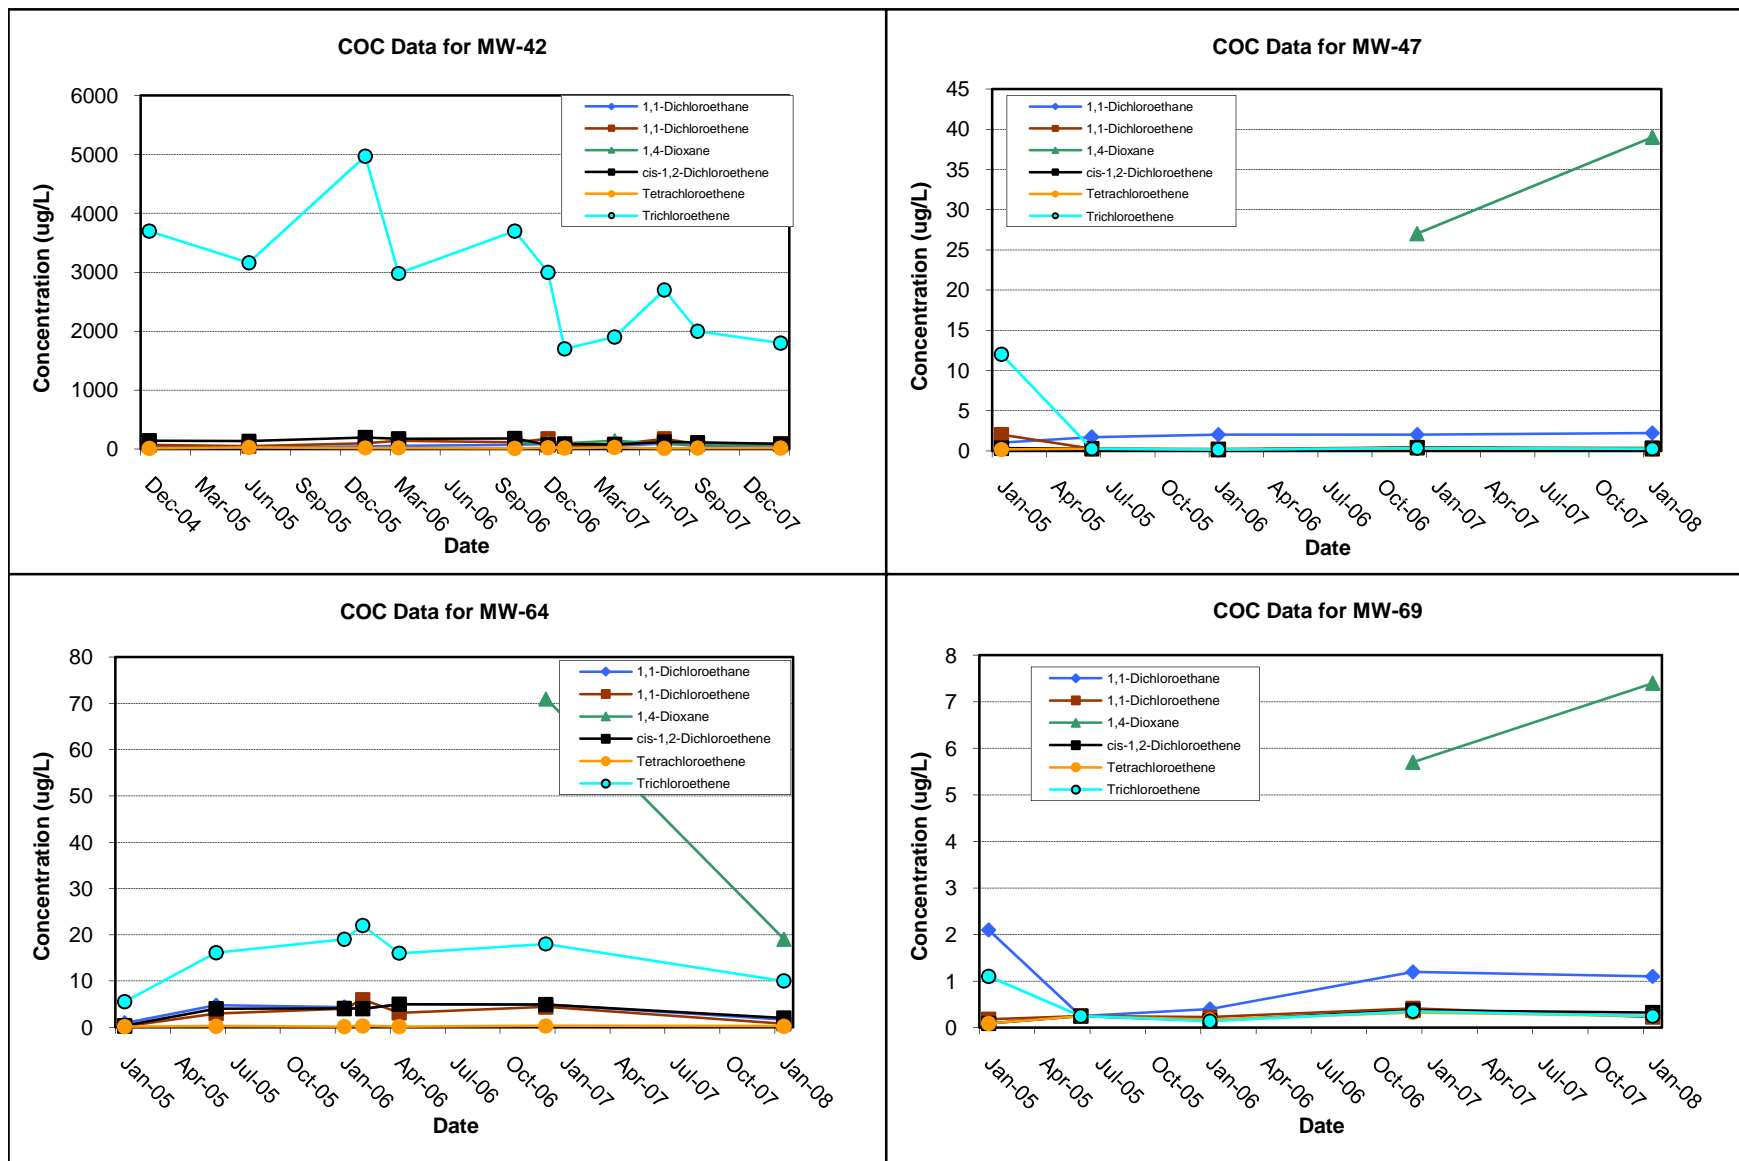 COC Data for MW-42
6000
5000
4000
3000
2000
1000
0
Concentration (ug/L)
1,1-Dichloroethane
1,1-Dichloroethene
1,4-Dioxane
cis-1,2-Dichloroethene
Tetrachloroethene
Trichloroethene
Dec-04
Mar-05
Jun-05
Sep-05
Dec-05
Mar-06
Jun-06
Sep-06
Dec-06
Mar-07
Jun-07
Sep-07
Dec-07
Date
COC Data for MW-47
45
40
35
30
25
20
15
10
5
0
Concentration (ug/L)
1,1-Dichloroethane
1,1-Dichloroethene
1,4-Dioxane
cis-1,2-Dichloroethene
Tetrachloroethene
Trichloroethene
Jan-05
Apr-05
Jul-05
Oct-05
Jan-06
Apr-06
Jul-06
Oct-06
Jan-07
Apr-07
Jul-07
Oct-07
Jan-08
Date
COC Data for MW-64
80
70
60
50
40
30
20
10
0
Concentration (ug/L)
1,1-Dichloroethane
1,1-Dichloroethene
1,4-Dioxane
cis-1,2-Dichloroethene
Tetrachloroethene
Trichloroethene
Jan-05
Apr-05
Jul-05
Oct-05
Jan-06
Apr-06
Jul-06
Oct-06
Jan-07
Apr-07
Jul-07
Oct-07
Jan-08
Date
COC Data for MW-69
8
7
6
5
4
3
2
1
0
Concentration (ug/L)
1,1-Dichloroethane
1,1-Dichloroethene
1,4-Dioxane
cis-1,2-Dichloroethene
Tetrachloroethene
Trichloroethene
Jan-05
Apr-05
Jul-05
Oct-05
Jan-06
Apr-06
Jul-06
Oct-06
Jan-07
Apr-07
Jul-07
Oct-07
Jan-08
Date